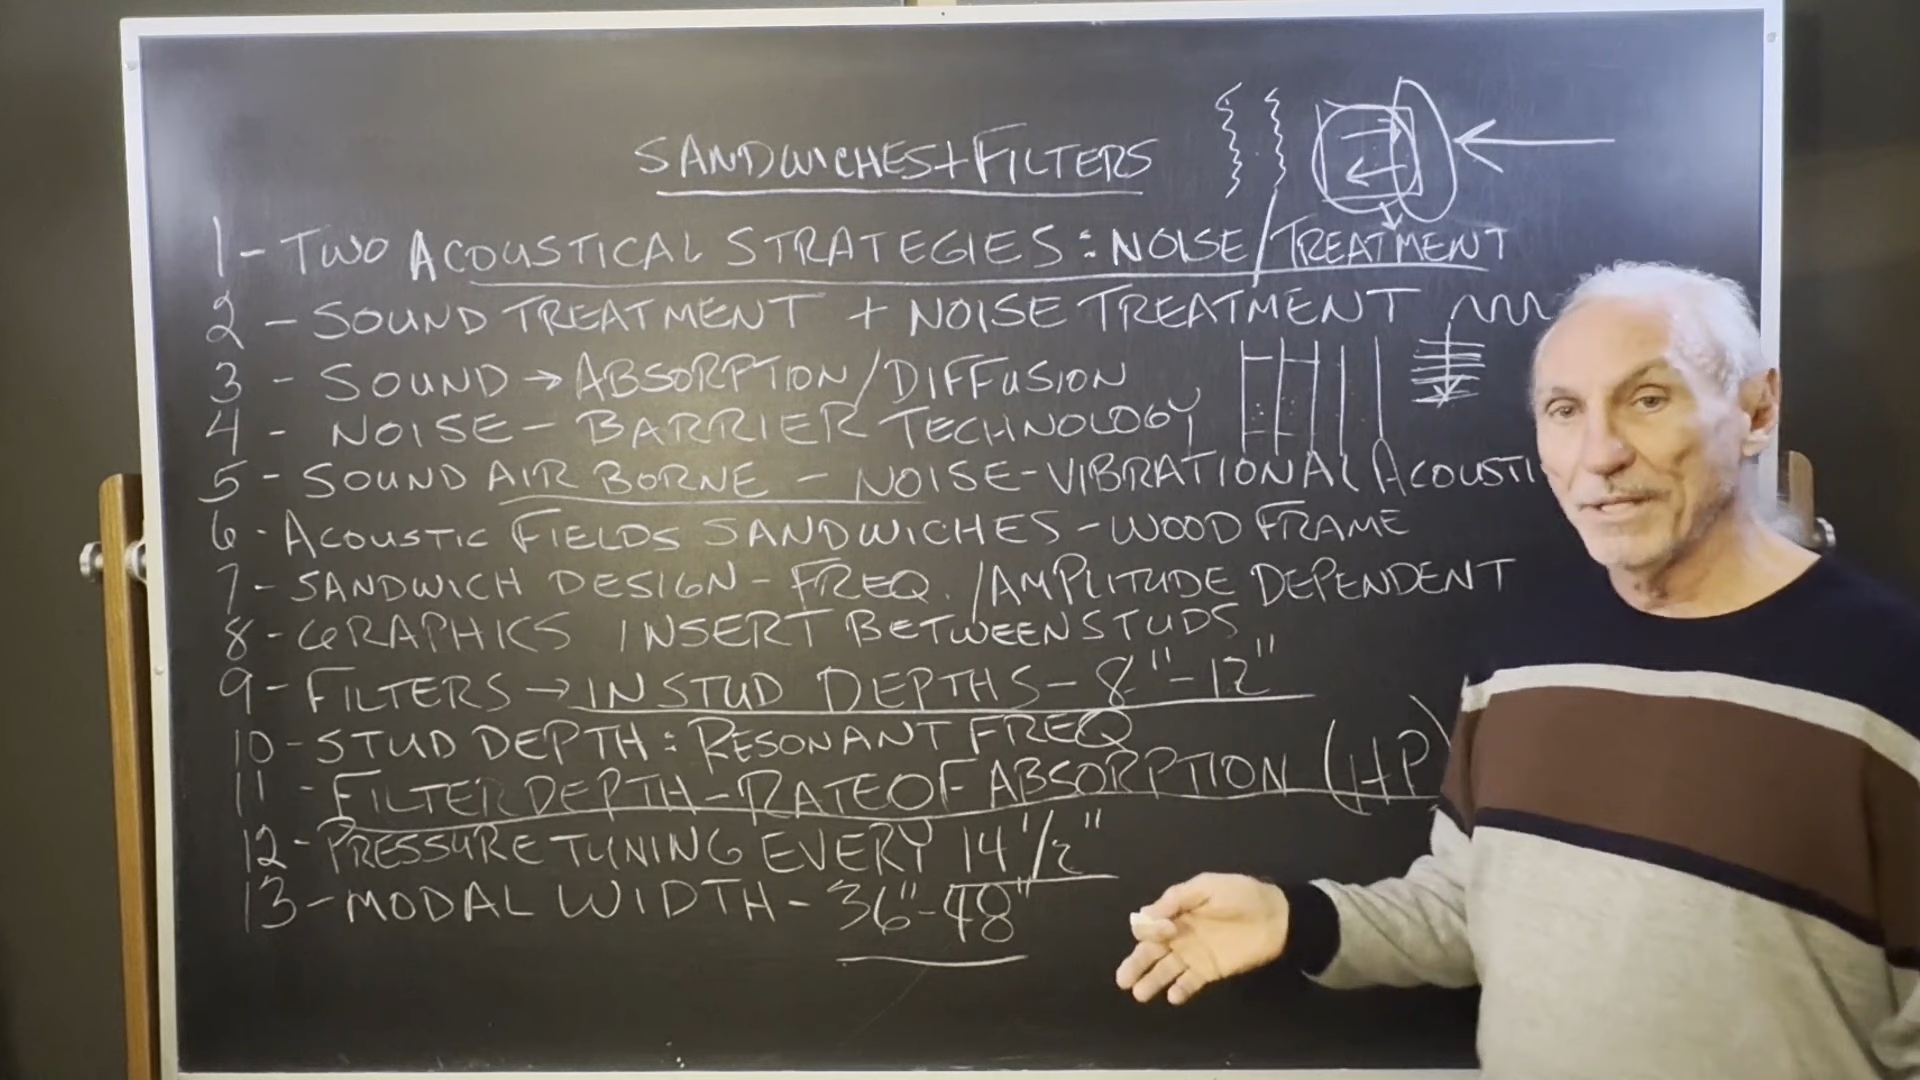 SANDWICHES + FILTERS
1 - TWO ACOUSTICAL STRATEGIES : NOISE / TREATMENT
2 - SOUND TREATMENT + NOISE TREATMENT
3 - SOUND → ABSORPTION / DIFFUSION
4 - NOISE - BARRIER TECHNOLOGY
5 - SOUND AIR BORNE - NOISE - VIBRATIONAL ACOUSTI
6 - ACOUSTIC FIELDS SANDWICHES - WOOD FRAME
7 - SANDWICH DESIGN - FREQ. / AMPLITUDE DEPENDENT
8 - GRAPHICS INSERT BETWEEN STUDS
9 - FILTERS → IN STUD DEPTHS - 8" - 12"
10 - STUD DEPTH : RESONANT FREQ
11 - FILTER DEPTH - RATE OF ABSORPTION (HP)
12 - PRESSURE TUNING EVERY 14 1/2"
13 - MODAL WIDTH - 36" - 48"